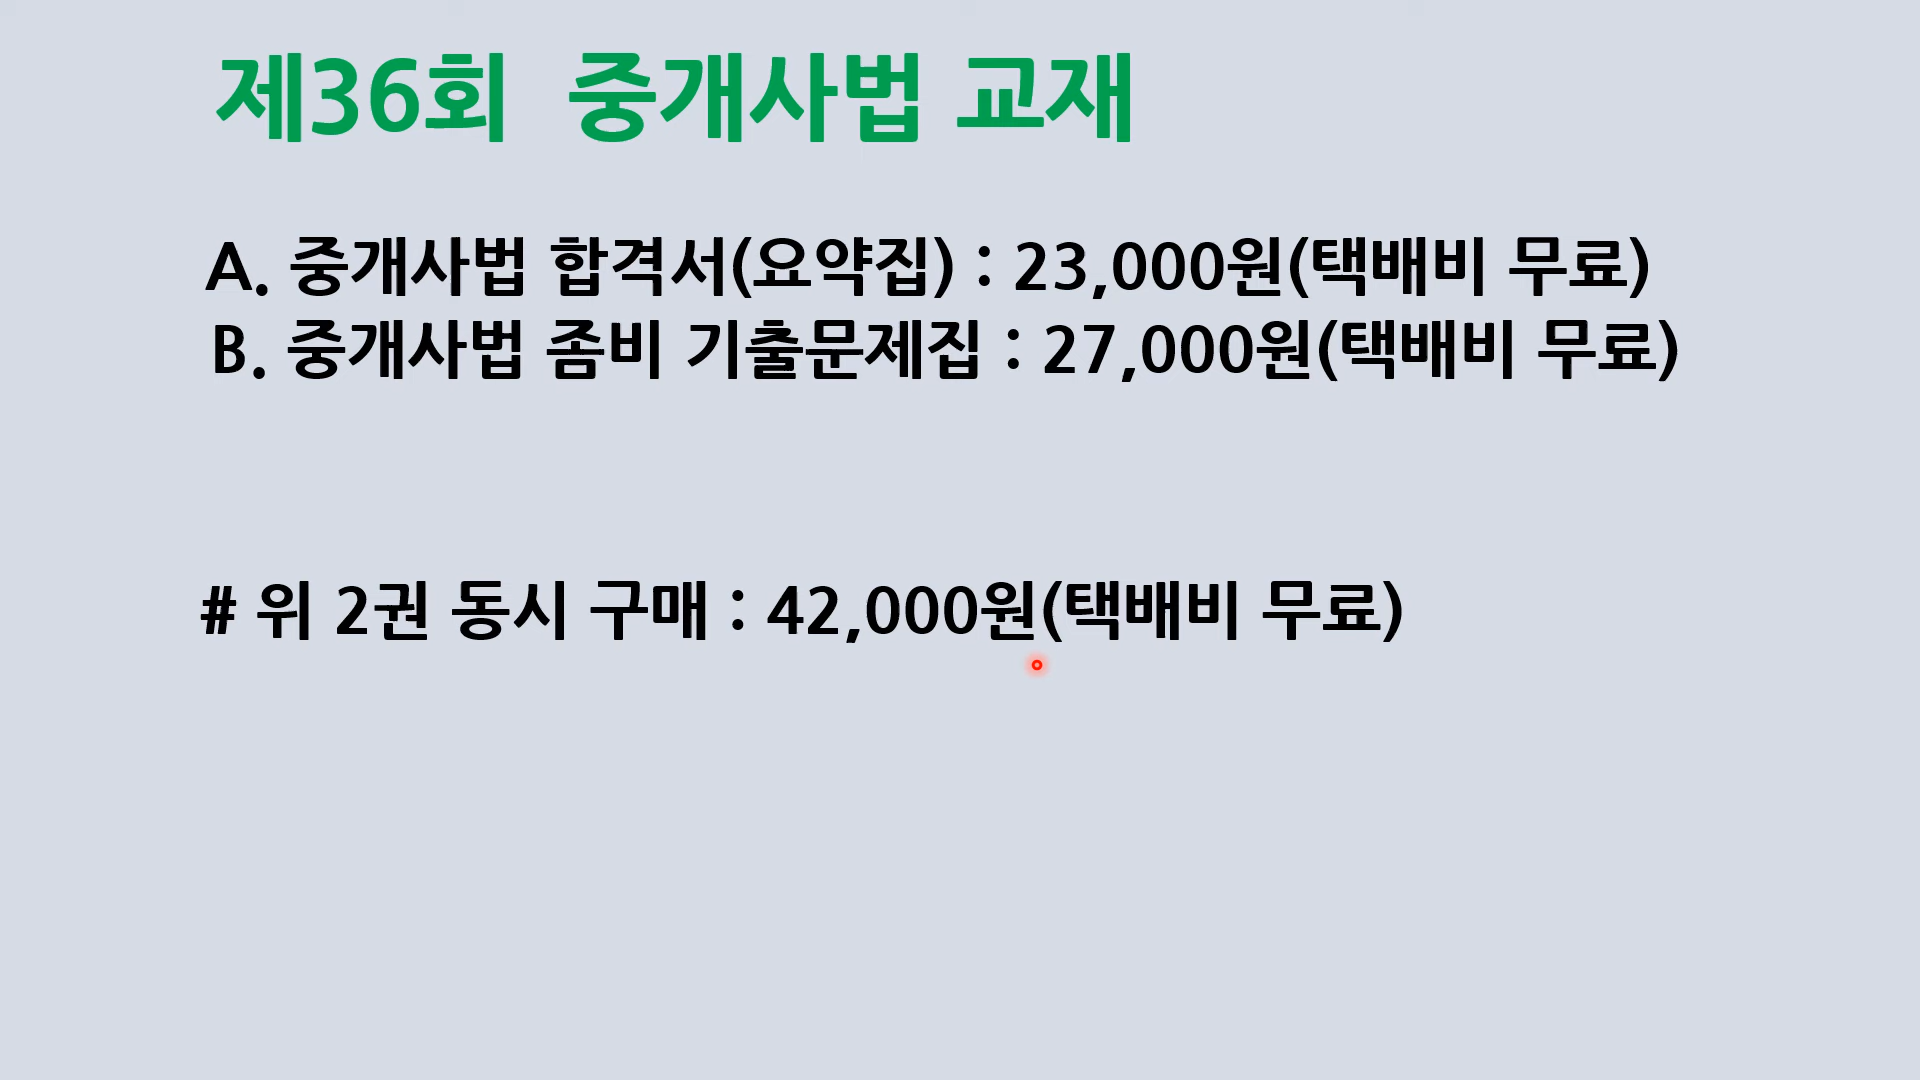 제36회 중개사법 교재
A. 중개사법 합격서(요약집) : 23,000원(택배비 무료)
B. 중개사법 좀비 기출문제집 : 27,000원(택배비 무료)
# 위 2권 동시 구매 : 42,000원(택배비 무료)